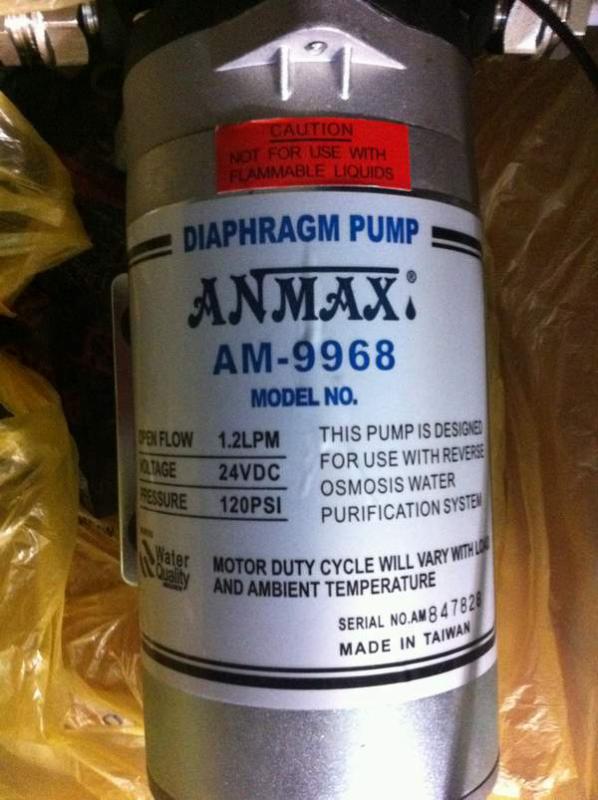 CAUTION
NOT FOR USE WITH
FLAMMABLE LIQUIDS
DIAPHRAGM PUMP
ANMAX®
AM-9968
MODEL NO.
OPEN FLOW 1.2LPM
VOLTAGE 24VDC
PRESSURE 120PSI
THIS PUMP IS DESIGNED
FOR USE WITH REVERSE
OSMOSIS WATER
PURIFICATION SYSTEM
Water
Quality
MOTOR DUTY CYCLE WILL VARY WITH LOAD
AND AMBIENT TEMPERATURE
SERIAL NO.AM847828
MADE IN TAIWAN